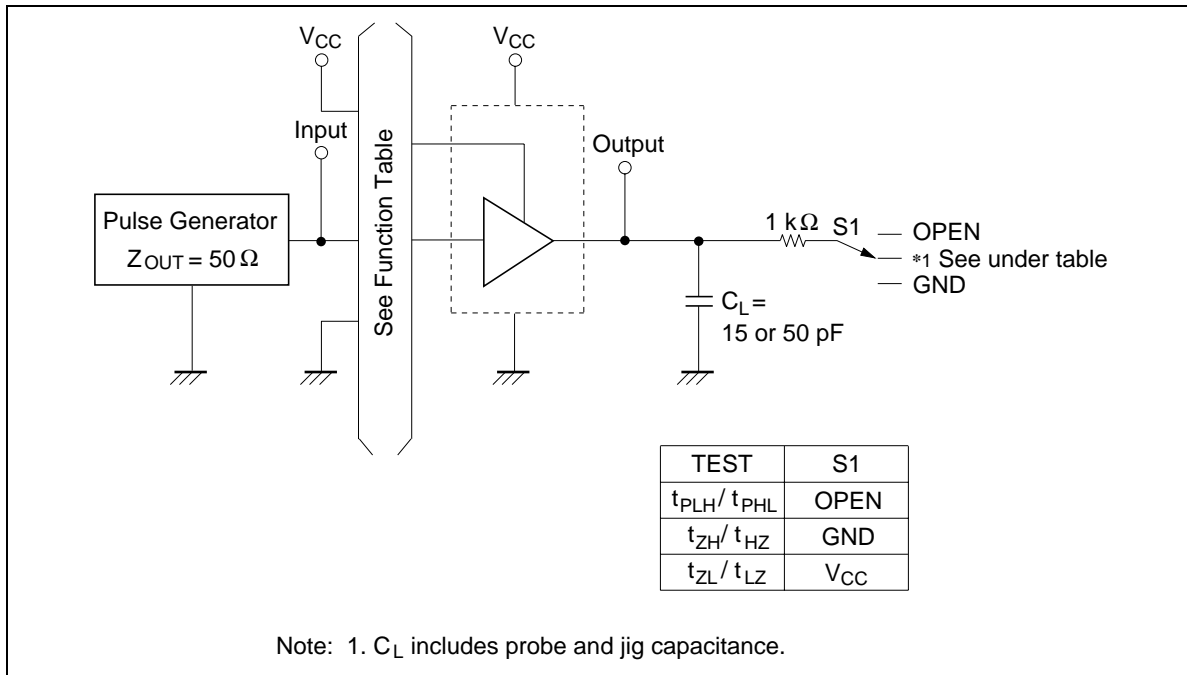 VCC
VCC
Input
Output
See Function Table
Pulse Generator
ZOUT = 50 Ω
1 kΩ
S1
OPEN
*1 See under table
GND
CL =
15 or 50 pF
TEST S1
tPLH / tPHL OPEN
tZH / tHZ GND
tZL / tLZ VCC
Note: 1. CL includes probe and jig capacitance.